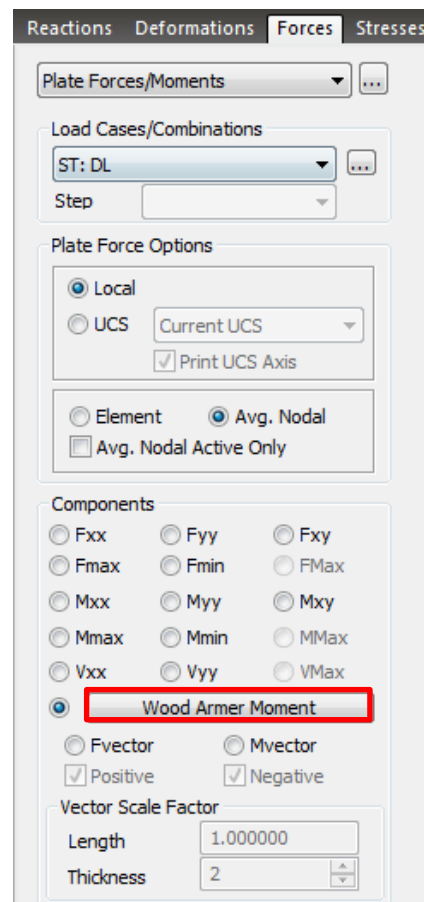 Reactions Deformations Forces Stresses
Plate Forces/Moments ...
Load Cases/Combinations
ST: DL ...
Step
Plate Force Options
Local
UCS Current UCS
Print UCS Axis
Element Avg. Nodal
Avg. Nodal Active Only
Components
Fxx Fyy Fxy
Fmax Fmin FMax
Mxx Myy Mxy
Mmax Mmin MMax
Vxx Vyy VMax
Wood Armer Moment
Fvector Mvector
Positive Negative
Vector Scale Factor
Length 1.000000
Thickness 2